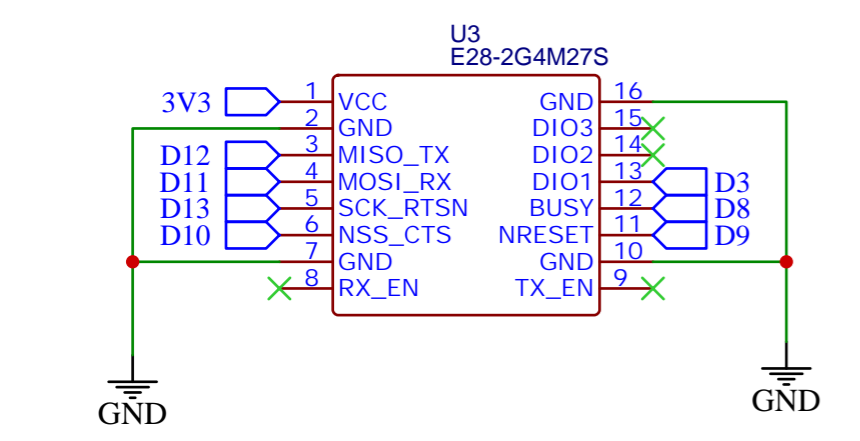 U3
E28-2G4M27S
3V3 1 VCC GND 16
2 GND DIO3 15
D12 3 MISO_TX DIO2 14
D11 4 MOSI_RX DIO1 13 D3
D13 5 SCK_RTSN BUSY 12 D8
D10 6 NSS_CTS NRESET 11 D9
7 GND GND 10
8 RX_EN TX_EN 9
GND GND